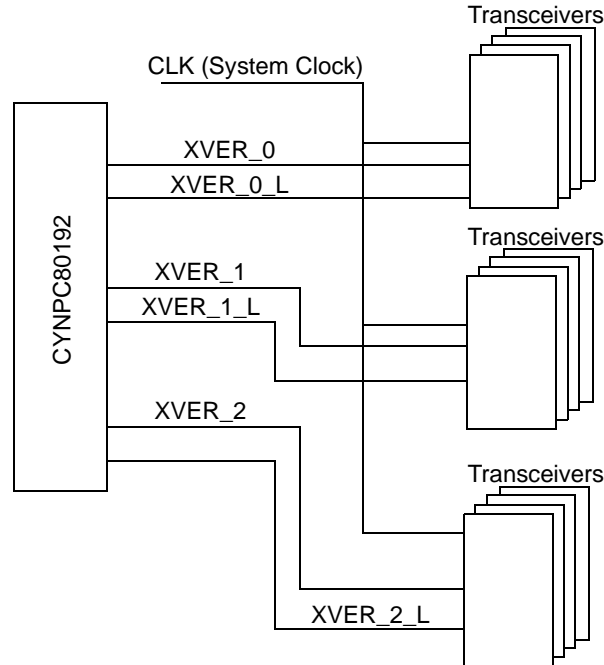 Transceivers
CLK (System Clock)
XVER_0
XVER_0_L
CYNPC80192
Transceivers
XVER_1
XVER_1_L
XVER_2
Transceivers
XVER_2_L